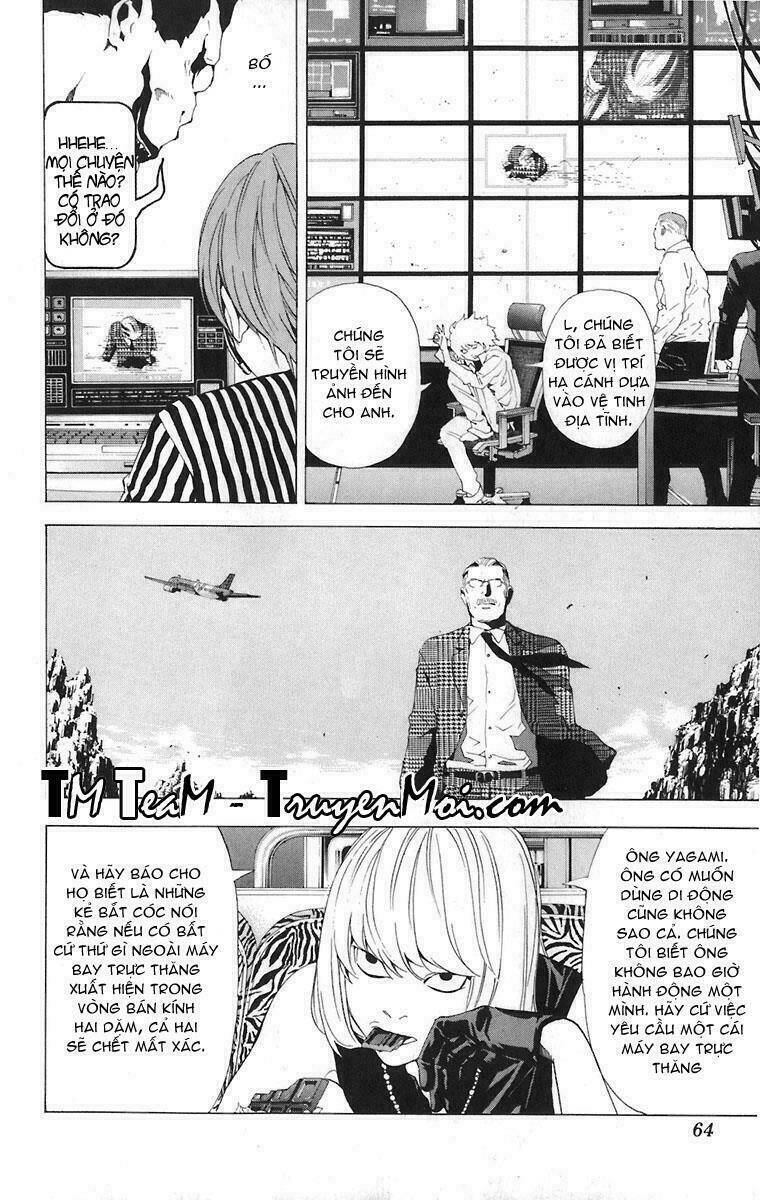 L, CHÚNG
TÔI ĐÃ BIẾT
ĐƯỢC VỊ TRÍ
HẠ CÁNH DỰA
VÀO VỆ TINH
ĐỊA TĨNH.
CHÚNG
TÔI SẼ
TRUYỀN HÌNH
ẢNH ĐẾN
CHO ANH.
BỐ
...
HHEHE...
MỌI CHUYỆN
THẾ NÀO?
CÓ TRAO
ĐỔI Ở ĐÓ
KHÔNG?
TM TeaM - TruyenMoi.com
ÔNG YAGAMI.
ÔNG CÓ MUỐN
DÙNG DI ĐỘNG
CŨNG KHÔNG
SAO CẢ. CHÚNG
TÔI BIẾT ÔNG
KHÔNG BAO GIỜ
HÀNH ĐỘNG MỘT
MÌNH. HÃY CỨ VIỆC
YÊU CẦU MỘT CÁI
MÁY BAY TRỰC
THĂNG
VÀ HÃY BÁO CHO
HỌ BIẾT LÀ NHỮNG
KẺ BẮT CÓC NÓI
RẰNG NẾU CÓ BẤT
CỨ THỨ GÌ NGOÀI MÁY
BAY TRỰC THĂNG
XUẤT HIỆN TRONG
VÒNG BÁN KÍNH
HAI DẶM, CẢ HAI
SẼ CHẾT MẤT XÁC.
64